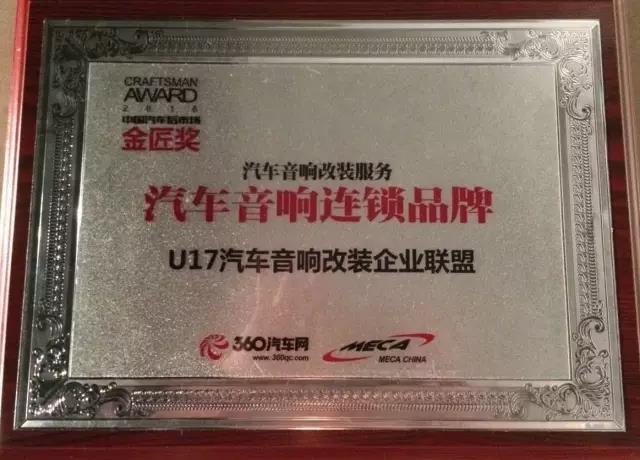 CRAFTSMAN
AWARD
2016
中国汽车后市场
金匠奖
汽车音响改装服务
汽车音响连锁品牌
U17汽车音响改装企业联盟
360汽车网
www.360qc.com
MECA
MECA CHINA